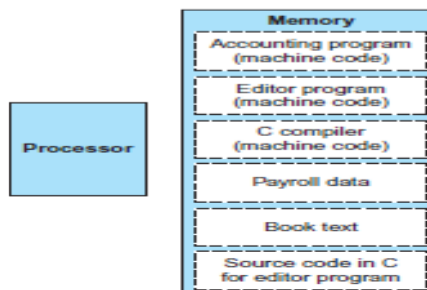 Memory
Accounting program
(machine code)
Editor program
(machine code)
C compiler
(machine code)
Processor
Payroll data
Book text
Source code in C
for editor program